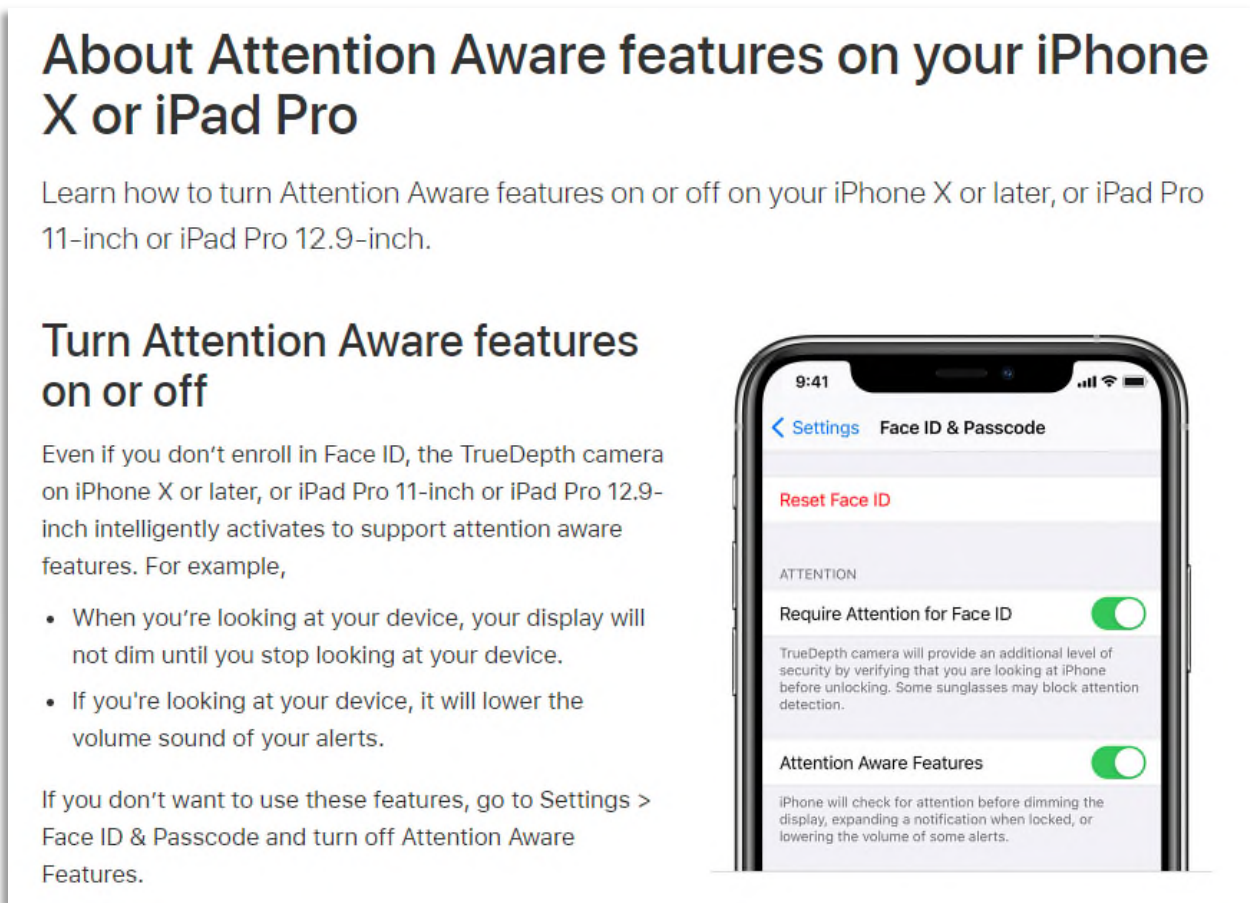 About Attention Aware features on your iPhone
X or iPad Pro
Learn how to turn Attention Aware features on or off on your iPhone X or later, or iPad Pro
11-inch or iPad Pro 12.9-inch.
Turn Attention Aware features
on or off
Even if you don’t enroll in Face ID, the TrueDepth camera
on iPhone X or later, or iPad Pro 11-inch or iPad Pro 12.9-
inch intelligently activates to support attention aware
features. For example,
• When you’re looking at your device, your display will
not dim until you stop looking at your device.
• If you're looking at your device, it will lower the
volume sound of your alerts.
If you don’t want to use these features, go to Settings >
Face ID & Passcode and turn off Attention Aware
Features.
9:41
Settings Face ID & Passcode
Reset Face ID
ATTENTION
Require Attention for Face ID
TrueDepth camera will provide an additional level of
security by verifying that you are looking at iPhone
before unlocking. Some sunglasses may block attention
detection.
Attention Aware Features
iPhone will check for attention before dimming the
display, expanding a notification when locked, or
lowering the volume of some alerts.